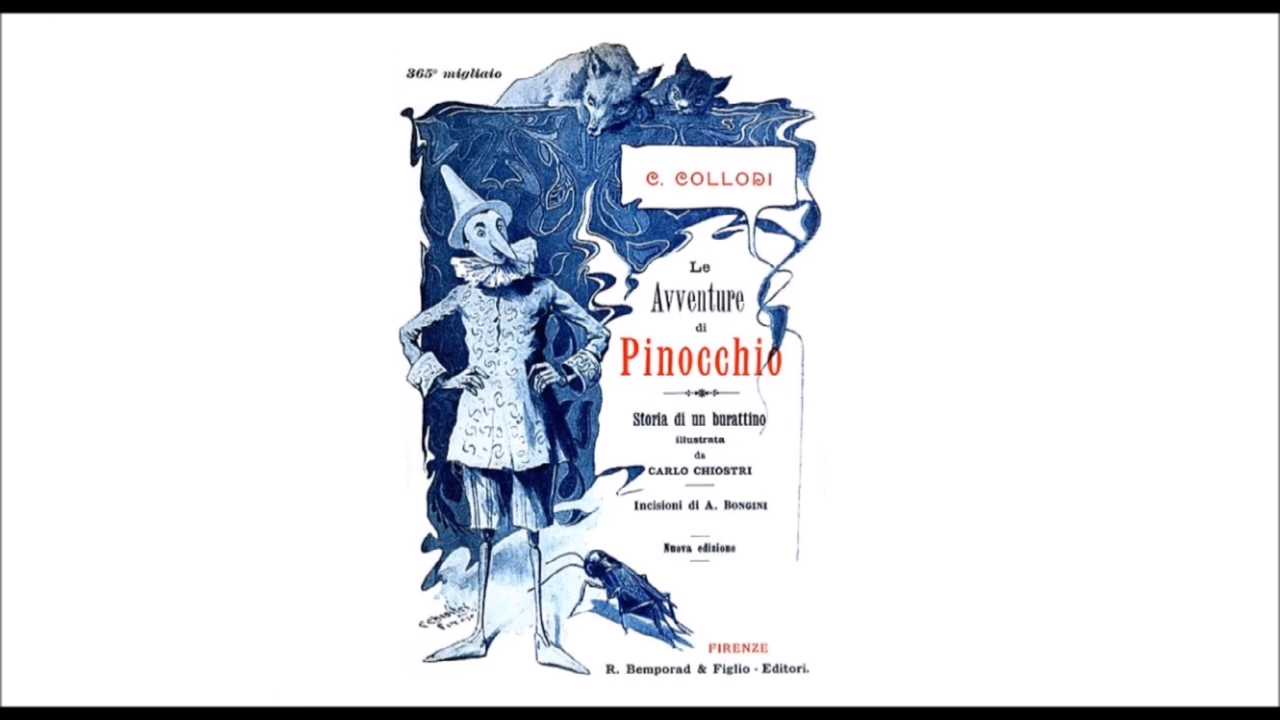 365º migliaio
C. COLLODI
Le
Avventure
di
Pinocchio
Storia di un burattino
illustrata
da
CARLO CHIOSTRI
Incisioni di A. BONGINI
Nuova edizione
FIRENZE
R. Bemporad & Figlio - Editori.